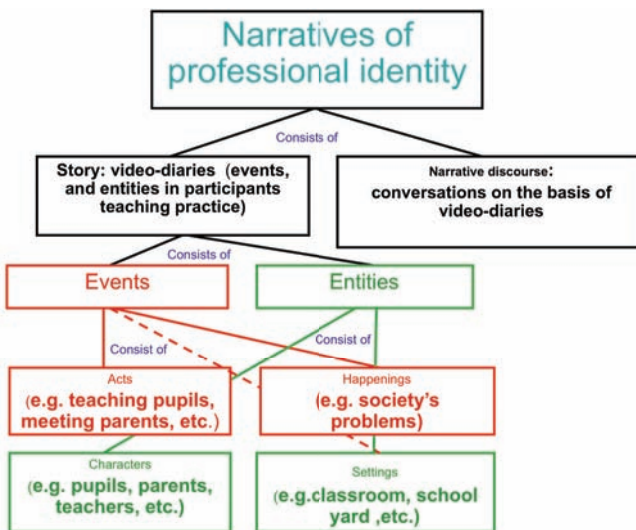 Narratives of
professional identity
Consists of
Story: video-diaries (events,
and entities in participants
teaching practice)
Narrative discourse:
conversations on the basis of
video-diaries
Consists of
Events
Entities
Consist of
Consist of
Acts
(e.g. teaching pupils,
meeting parents, etc.)
Happenings
(e.g. society's
problems)
Characters
(e.g. pupils, parents,
teachers, etc.)
Settings
(e.g.classroom, school
yard ,etc.)